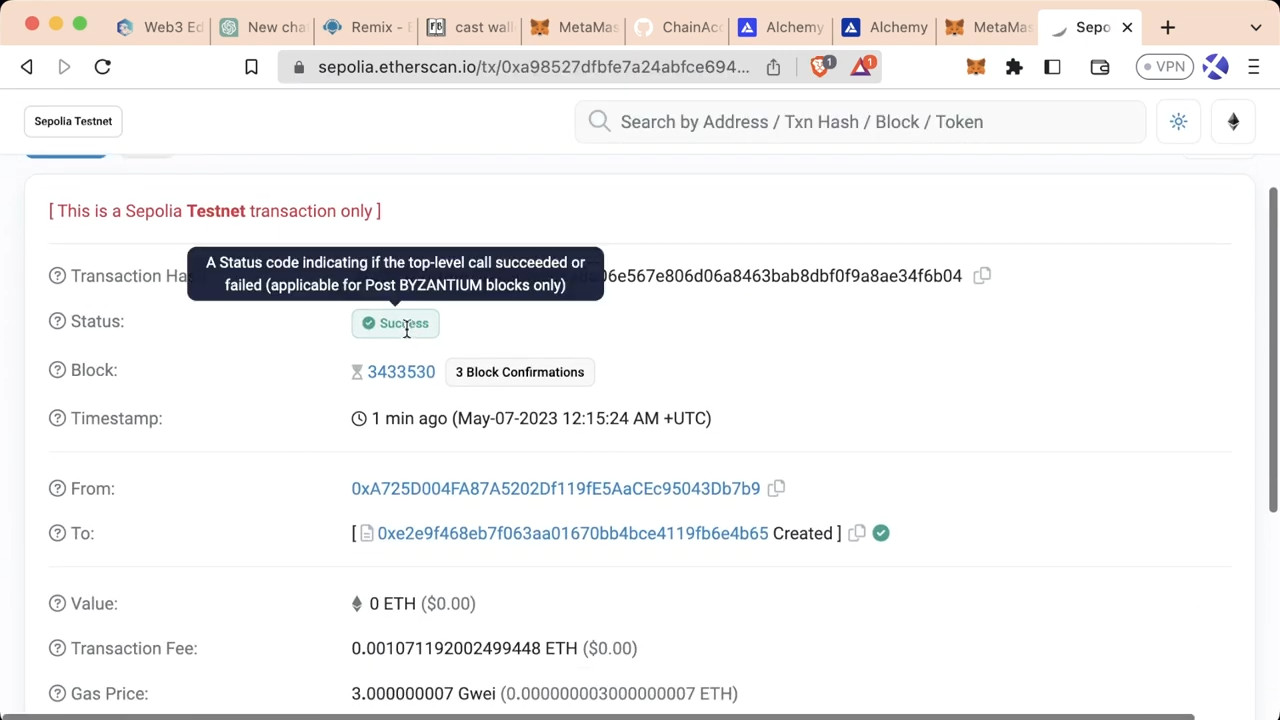 Web3 Ed
New cha
Remix - E
cast wall
MetaMas
ChainAcc
Alchemy
Alchemy
MetaMas
Sepo
sepolia.etherscan.io/tx/0xa98527dfbfe7a24abfce694...
1
1
VPN
Sepolia Testnet
Search by Address / Txn Hash / Block / Token
[ This is a Sepolia Testnet transaction only ]
A Status code indicating if the top-level call succeeded or
failed (applicable for Post BYZANTIUM blocks only)
Transaction Ha
06e567e806d06a8463bab8dbf0f9a8ae34f6b04
Status:
Success
Block:
3433530
3 Block Confirmations
Timestamp:
1 min ago (May-07-2023 12:15:24 AM +UTC)
From:
0xA725D004FA87A5202Df119fE5AaCEc95043Db7b9
To:
[ 0xe2e9f468eb7f063aa01670bb4bce4119fb6e4b65 Created ]
Value:
0 ETH ($0.00)
Transaction Fee:
0.001071192002499448 ETH ($0.00)
Gas Price:
3.000000007 Gwei (0.000000003000000007 ETH)